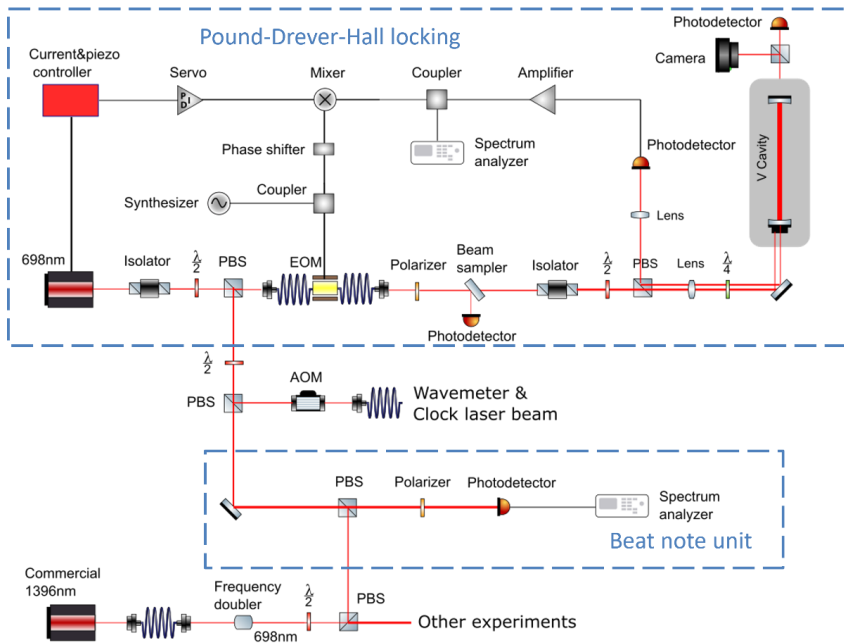 Pound-Drever-Hall locking
Photodetector
Camera
Current&piezo
controller
Servo
Mixer
Coupler
Amplifier
P
I
D
Phase shifter
Spectrum
analyzer
Photodetector
V Cavity
Synthesizer
Coupler
Lens
698nm
Isolator
λ
2
PBS
EOM
Polarizer
Beam
sampler
Isolator
λ
2
PBS
Lens
λ
4
Photodetector
λ
2
AOM
PBS
Wavemeter &
Clock laser beam
PBS
Polarizer
Photodetector
Spectrum
analyzer
Beat note unit
Commercial
1396nm
Frequency
doubler
λ
2
PBS
698nm
Other experiments